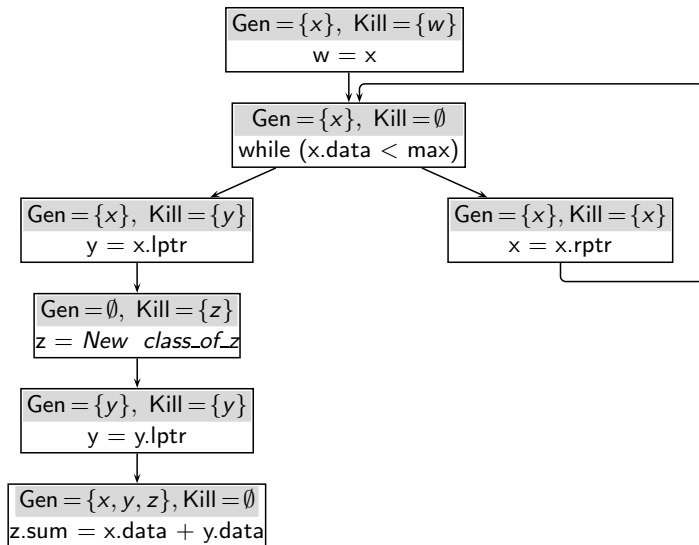 Gen = {x}, Kill = {w}
w = x
Gen = {x}, Kill = ∅
while (x.data < max)
Gen = {x}, Kill = {y}
y = x.lptr
Gen = {x}, Kill = {x}
x = x.rptr
Gen = ∅, Kill = {z}
z = New class_of_z
Gen = {y}, Kill = {y}
y = y.lptr
Gen = {x, y, z}, Kill = ∅
z.sum = x.data + y.data